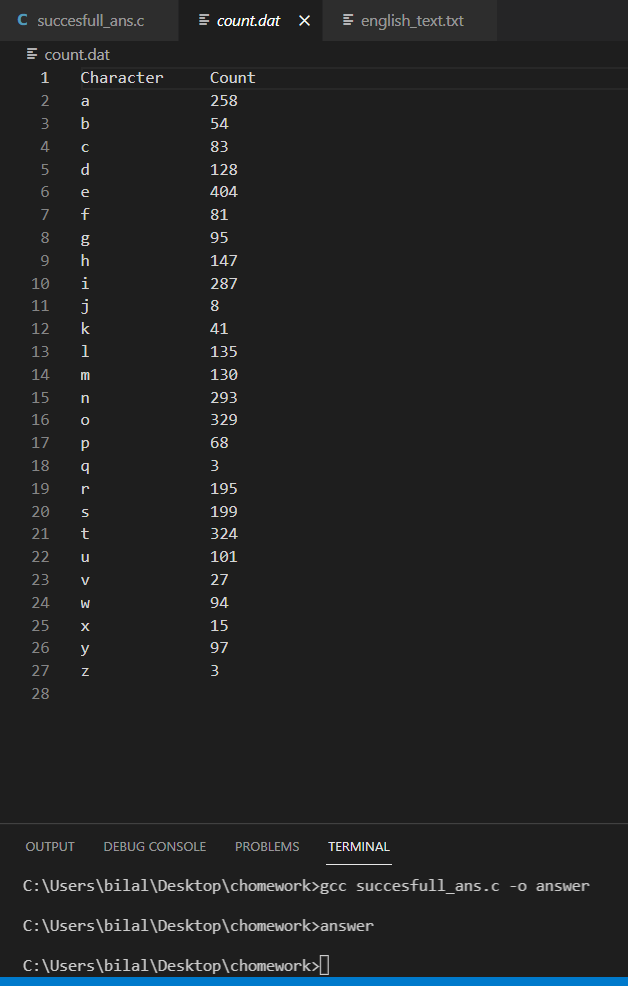 C succesfull_ans.c count.dat × english_text.txt
count.dat
1 Character Count
2 a 258
3 b 54
4 c 83
5 d 128
6 e 404
7 f 81
8 g 95
9 h 147
10 i 287
11 j 8
12 k 41
13 l 135
14 m 130
15 n 293
16 o 329
17 p 68
18 q 3
19 r 195
20 s 199
21 t 324
22 u 101
23 v 27
24 w 94
25 x 15
26 y 97
27 z 3
28
OUTPUT DEBUG CONSOLE PROBLEMS TERMINAL
C:\Users\bilal\Desktop\chomework>gcc succesfull_ans.c -o answer
C:\Users\bilal\Desktop\chomework>answer
C:\Users\bilal\Desktop\chomework>